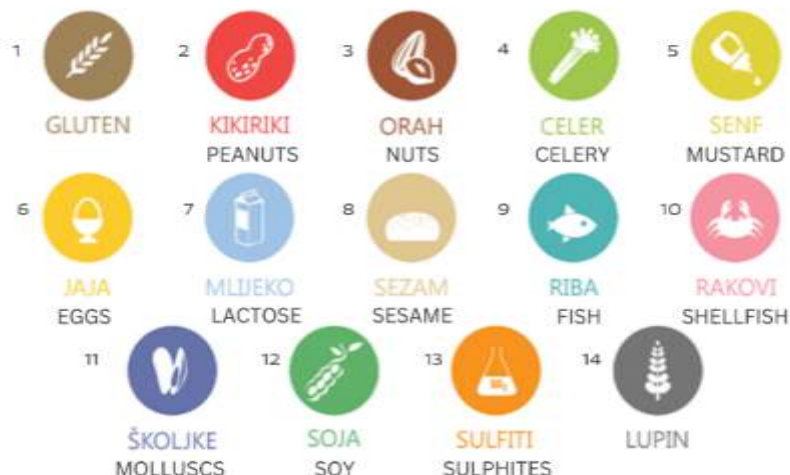 1 2 3 4 5
GLUTEN KIKIRIKI ORAH CELER SENF
PEANUTS NUTS CELERY MUSTARD
6 7 8 9 10
JAJA MLIJEKO SEZAM RIBA RAKOVI
EGGS LACTOSE SESAME FISH SHELLFISH
11 12 13 14
ŠKOLJKE SOJA SULFITI LUPIN
MOLLUSCS SOY SULPHITES